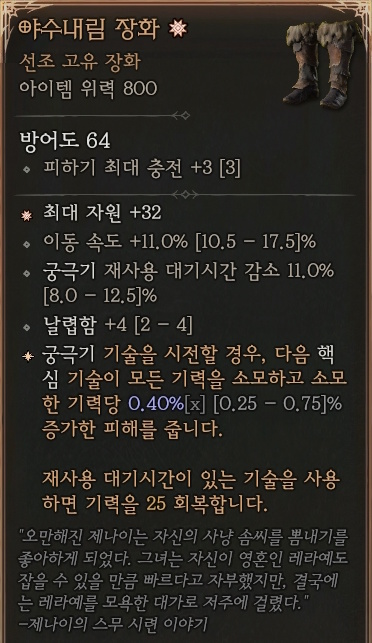 야수내림 장화
선조 고유 장화
아이템 위력 800
방어도 64
피하기 최대 충전 +3 [3]
최대 자원 +32
이동 속도 +11.0% [10.5 – 17.5]%
궁극기 재사용 대기시간 감소 11.0%
[8.0 – 12.5]%
날렵함 +4 [2 – 4]
궁극기 기술을 시전할 경우, 다음 핵
심 기술이 모든 기력을 소모하고 소모
한 기력당 0.40%[x] [0.25 – 0.75]%
증가한 피해를 줍니다.
재사용 대기시간이 있는 기술을 사용
하면 기력을 25 회복합니다.
"오만해진 제나이는 자신의 사냥 솜씨를 뽐내기를
좋아하게 되었다. 그녀는 자신이 영혼인 레라예도
잡을 수 있을 만큼 빠르다고 자부했지만, 결국에
는 레라예를 모욕한 대가로 저주에 걸렸다."
–제나이의 스무 시련 이야기